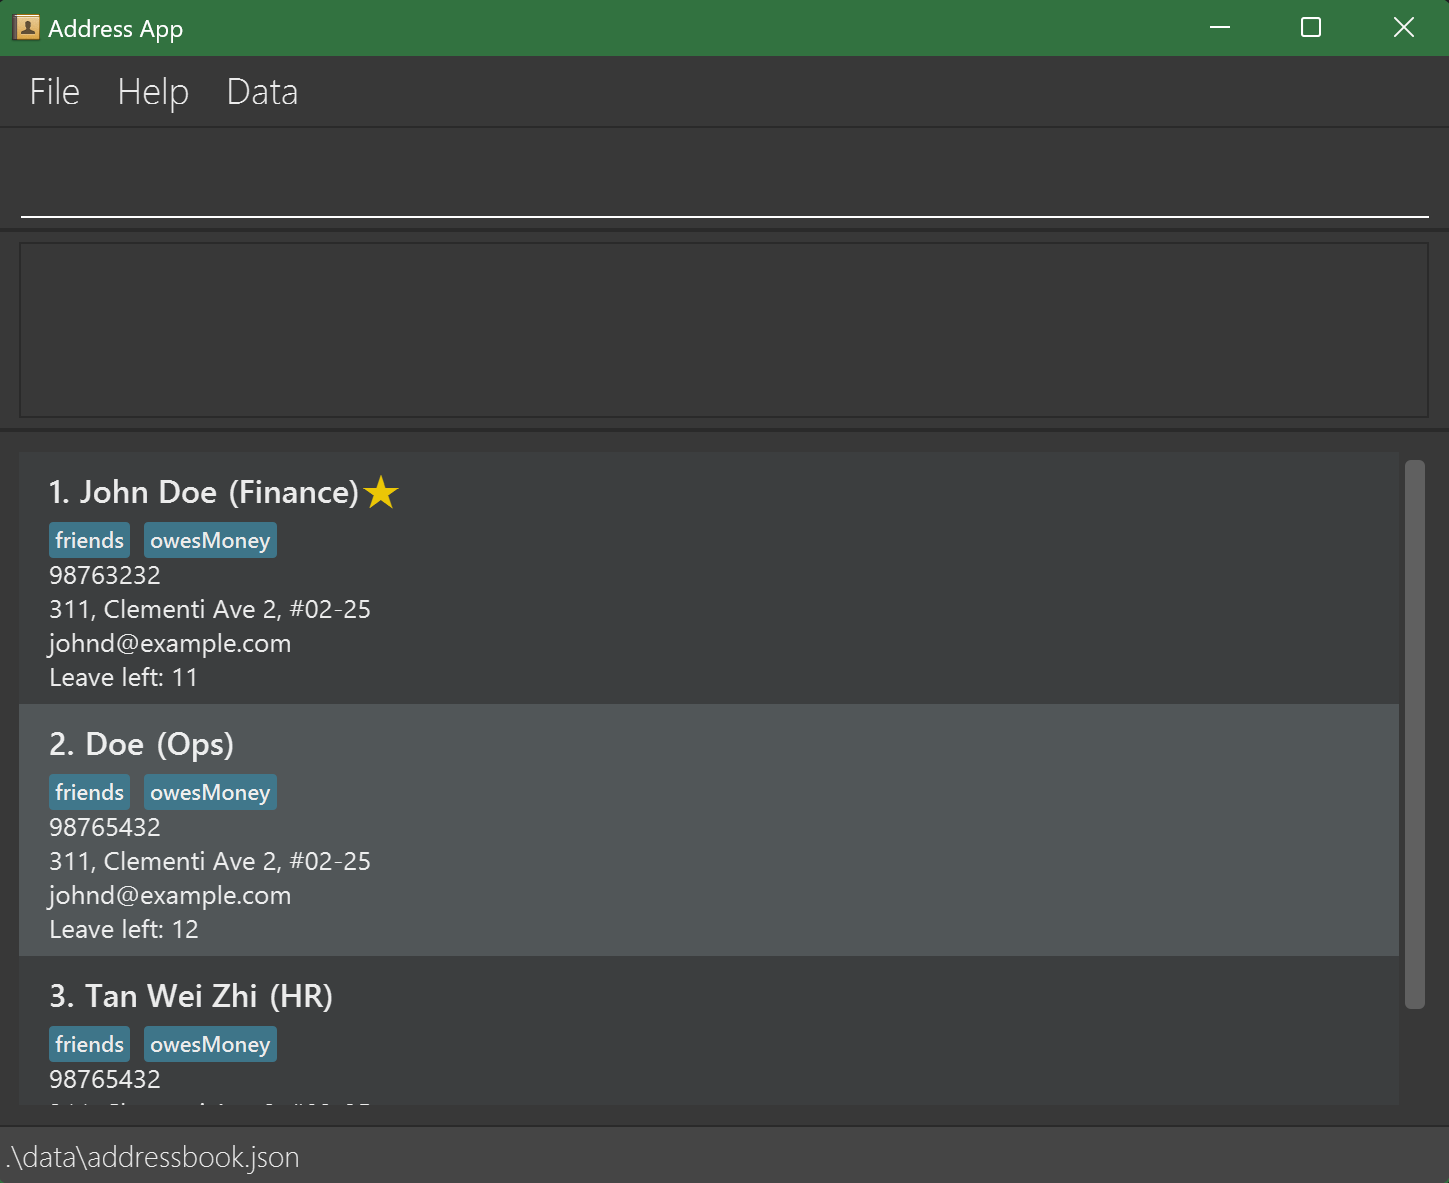 Address App
File Help Data
1. John Doe (Finance)
friends owesMoney
98763232
311, Clementi Ave 2, #02-25
johnd@example.com
Leave left: 11
2. Doe (Ops)
friends owesMoney
98765432
311, Clementi Ave 2, #02-25
johnd@example.com
Leave left: 12
3. Tan Wei Zhi (HR)
friends owesMoney
98765432
.\data\addressbook.json